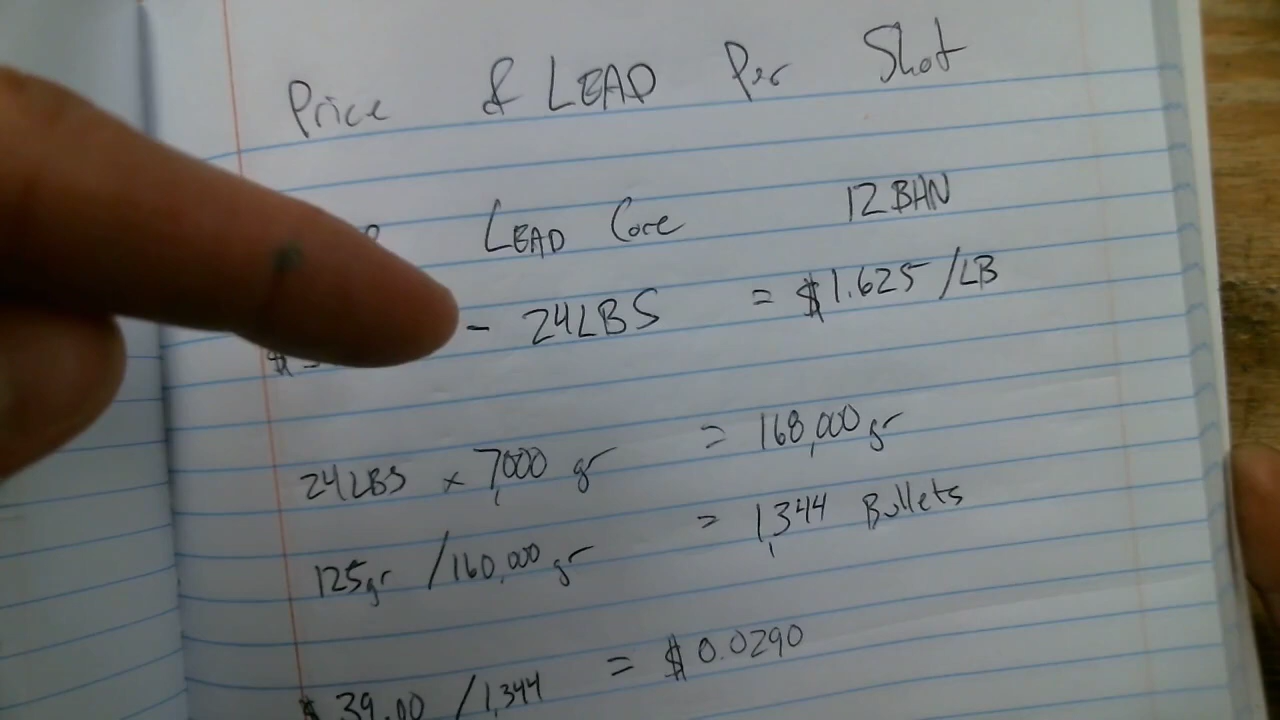 Price & LEAD Per Shot
LEAD Core 12 BHN
- 24LBS = $1.625/LB
24LBS x 7,000 gr = 168,000 gr
125gr /160,000 gr = 1,344 Bullets
$39.00 /1,344 = $0.0290